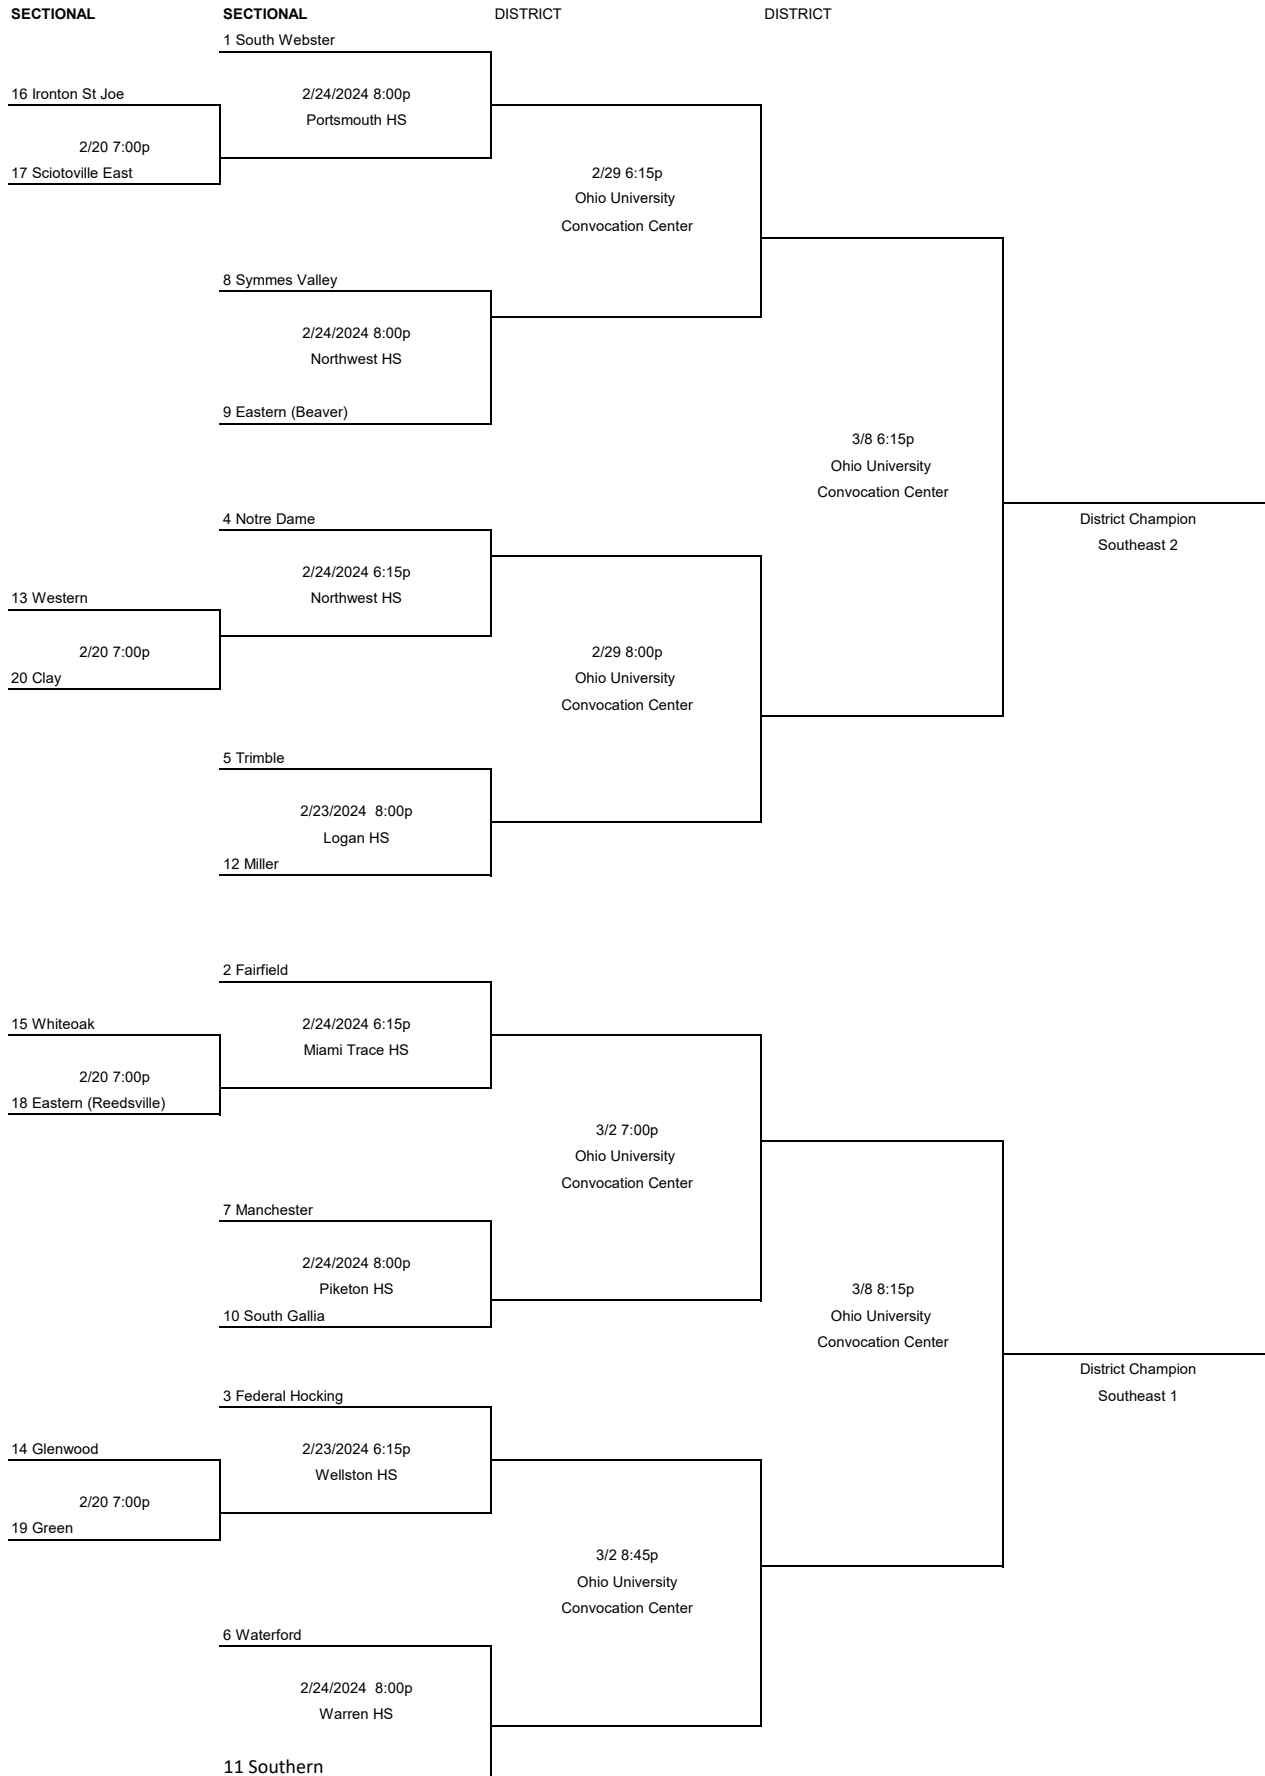 SECTIONAL
SECTIONAL
DISTRICT
DISTRICT
1 South Webster
16 Ironton St Joe
2/24/2024 8:00p
Portsmouth HS
2/20 7:00p
17 Sciotoville East
2/29 6:15p
Ohio University
Convocation Center
8 Symmes Valley
2/24/2024 8:00p
Northwest HS
9 Eastern (Beaver)
3/8 6:15p
Ohio University
Convocation Center
District Champion
Southeast 2
4 Notre Dame
2/24/2024 6:15p
Northwest HS
13 Western
2/20 7:00p
20 Clay
2/29 8:00p
Ohio University
Convocation Center
5 Trimble
2/23/2024 8:00p
Logan HS
12 Miller
2 Fairfield
15 Whiteoak
2/24/2024 6:15p
Miami Trace HS
2/20 7:00p
18 Eastern (Reedsville)
3/2 7:00p
Ohio University
Convocation Center
7 Manchester
2/24/2024 8:00p
Piketon HS
10 South Gallia
3/8 8:15p
Ohio University
Convocation Center
District Champion
Southeast 1
3 Federal Hocking
14 Glenwood
2/23/2024 6:15p
Wellston HS
2/20 7:00p
19 Green
3/2 8:45p
Ohio University
Convocation Center
6 Waterford
2/24/2024 8:00p
Warren HS
11 Southern